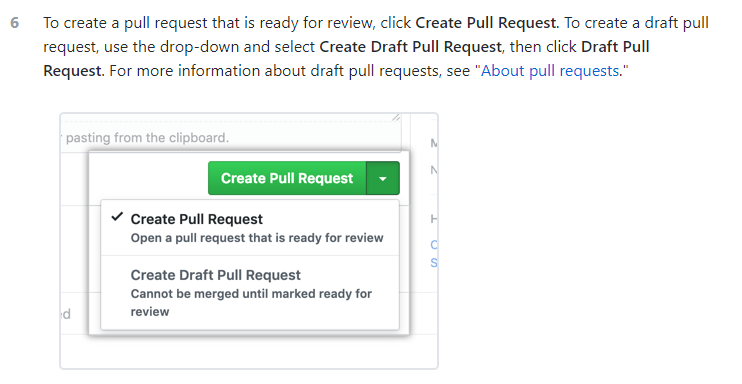 6 To create a pull request that is ready for review, click Create Pull Request. To create a draft pull
request, use the drop-down and select Create Draft Pull Request, then click Draft Pull
Request. For more information about draft pull requests, see "About pull requests."
pasting from the clipboard.
Create Pull Request
Create Pull Request
Open a pull request that is ready for review
Create Draft Pull Request
Cannot be merged until marked ready for
review